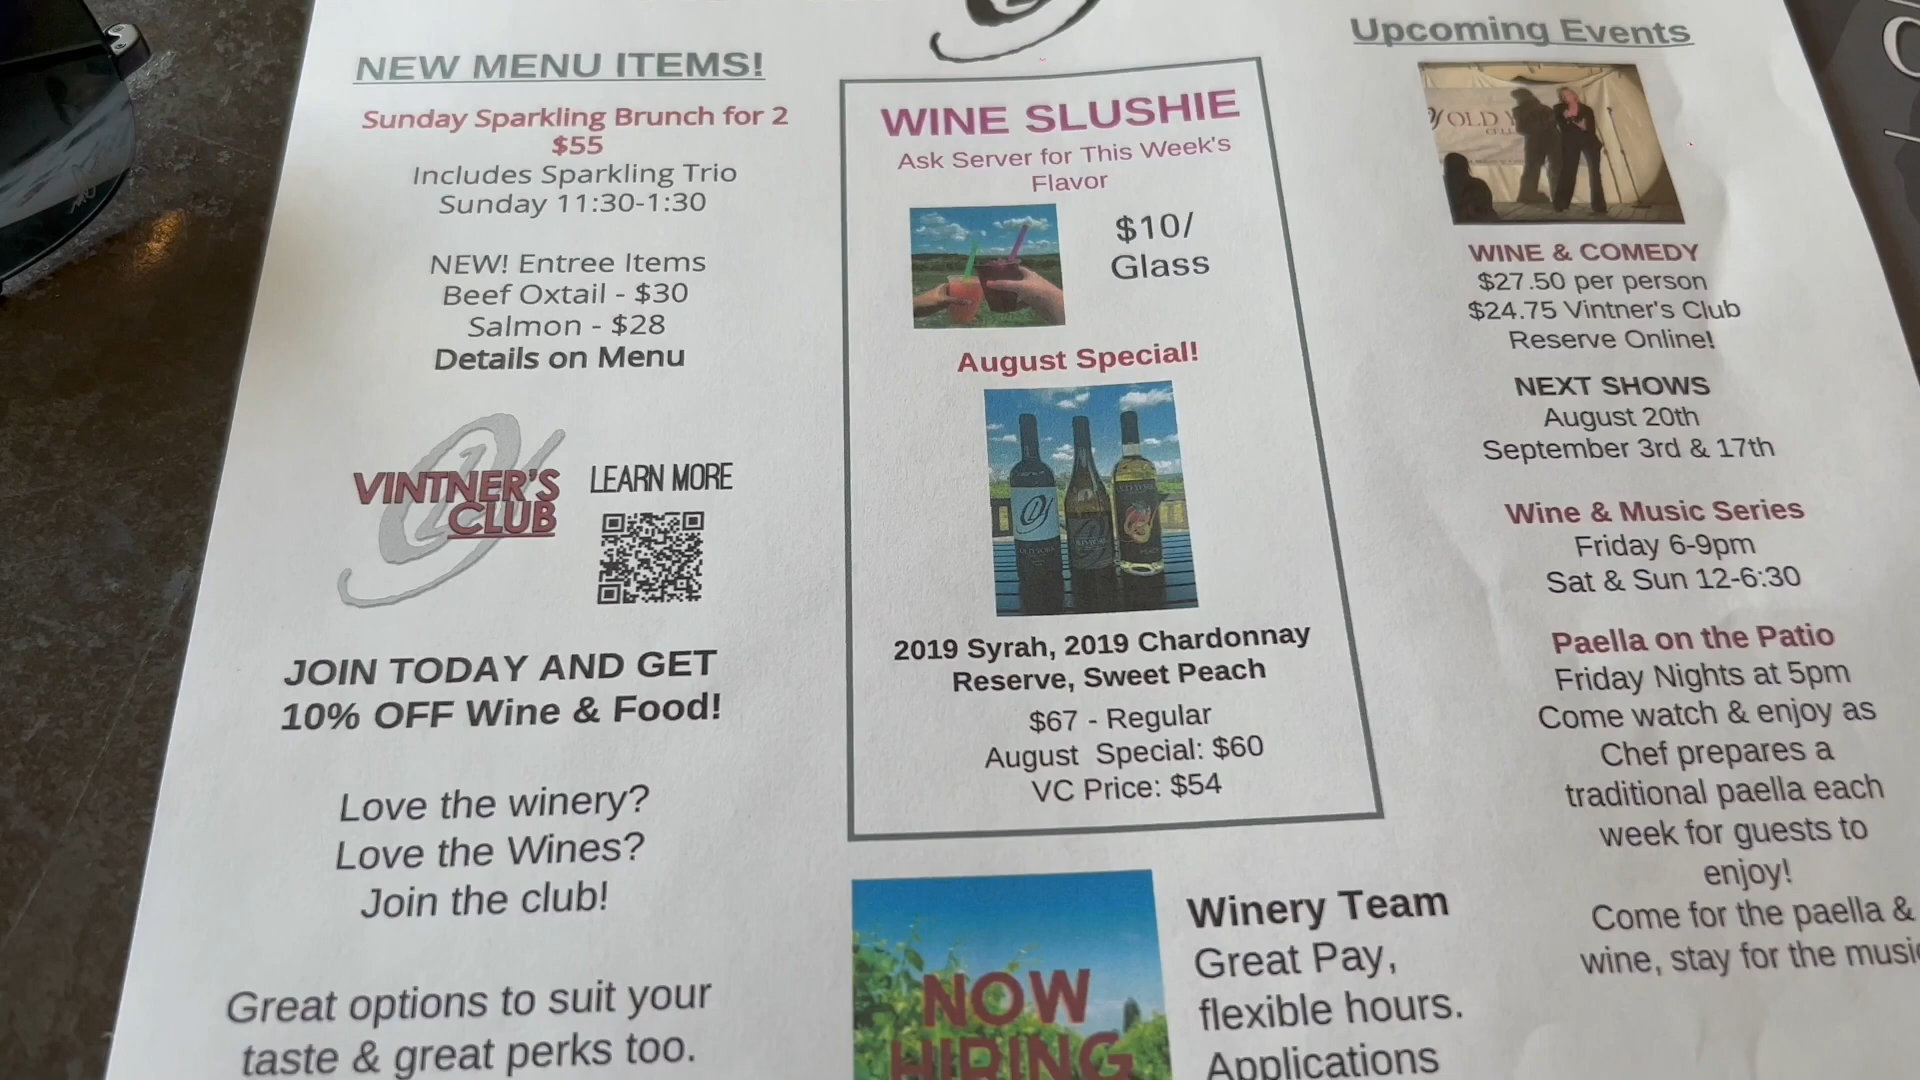 NEW MENU ITEMS!
Sunday Sparkling Brunch for 2
$55
Includes Sparkling Trio
Sunday 11:30-1:30
NEW! Entree Items
Beef Oxtail - $30
Salmon - $28
Details on Menu
VINTNER'S
CLUB
LEARN MORE
JOIN TODAY AND GET
10% OFF Wine & Food!
Love the winery?
Love the Wines?
Join the club!
Great options to suit your
taste & great perks too.
WINE SLUSHIE
Ask Server for This Week's
Flavor
$10/
Glass
August Special!
2019 Syrah, 2019 Chardonnay
Reserve, Sweet Peach
$67 - Regular
August Special: $60
VC Price: $54
NOW
HIRING
Winery Team
Great Pay,
flexible hours.
Applications
Upcoming Events
OLD
WINE & COMEDY
$27.50 per person
$24.75 Vintner's Club
Reserve Online!
NEXT SHOWS
August 20th
September 3rd & 17th
Wine & Music Series
Friday 6-9pm
Sat & Sun 12-6:30
Paella on the Patio
Friday Nights at 5pm
Come watch & enjoy as
Chef prepares a
traditional paella each
week for guests to
enjoy!
Come for the paella &
wine, stay for the music